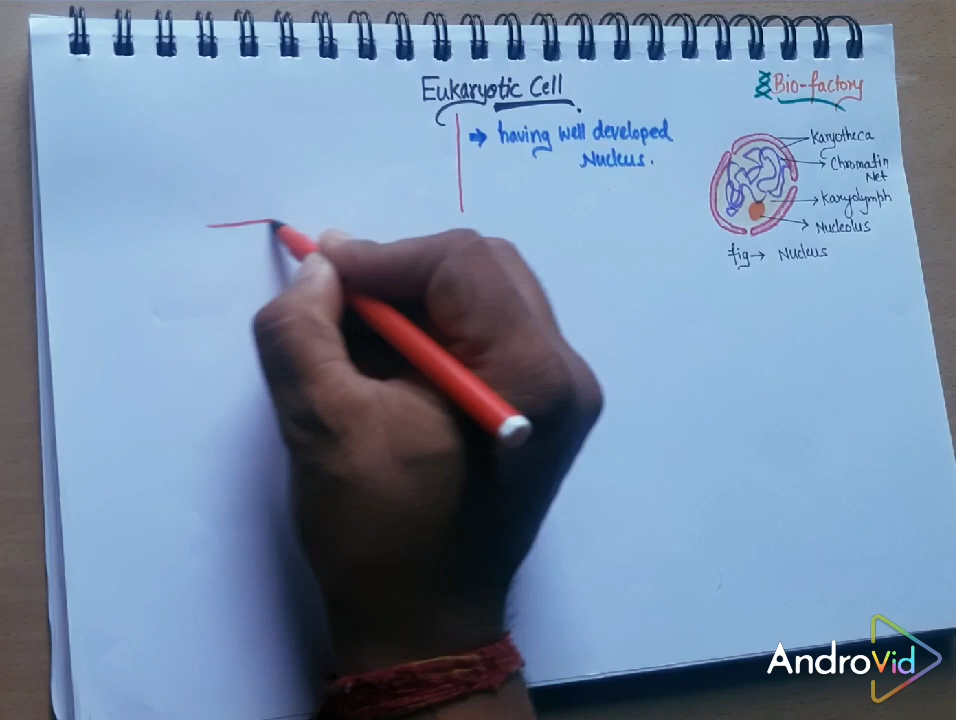 Eukaryotic Cell
Bio-factory
→ having well developed
Nucleus.
Karyotheca
Chromatin
Net
Karyolymph
Nucleolus
fig → Nucleus
AndroVid